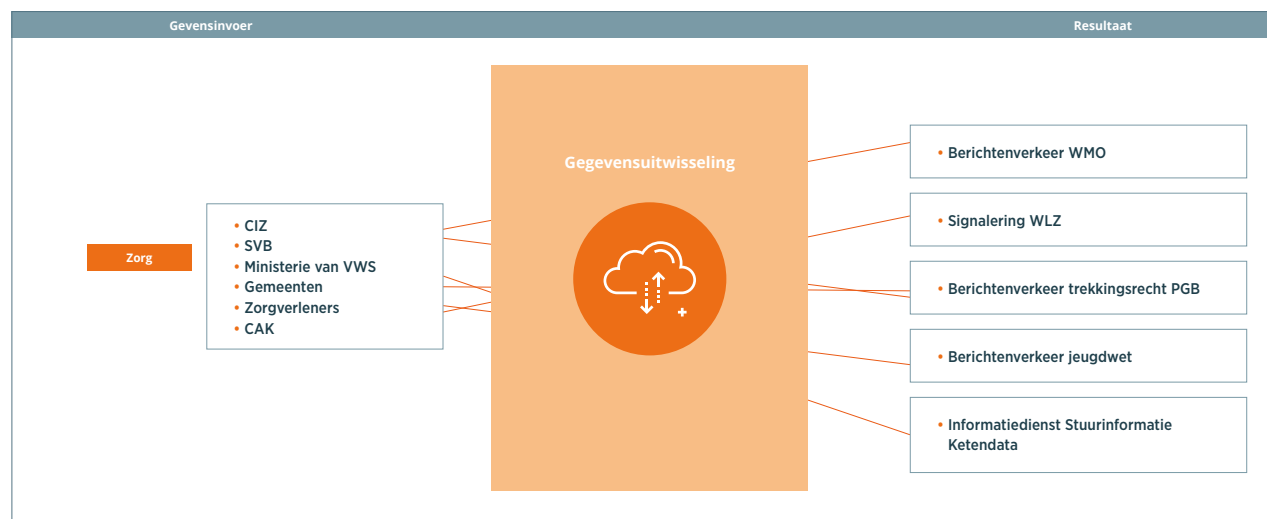 Gevensinvoer
Resultaat
Zorg
• CIZ
• SVB
• Ministerie van VWS
• Gemeenten
• Zorgverleners
• CAK
Gegevensuitwisseling
• Berichtenverkeer WMO
• Signalering WLZ
• Berichtenverkeer trekkingsrecht PGB
• Berichtenverkeer jeugdwet
• Informatiedienst Stuurinformatie
Ketendata